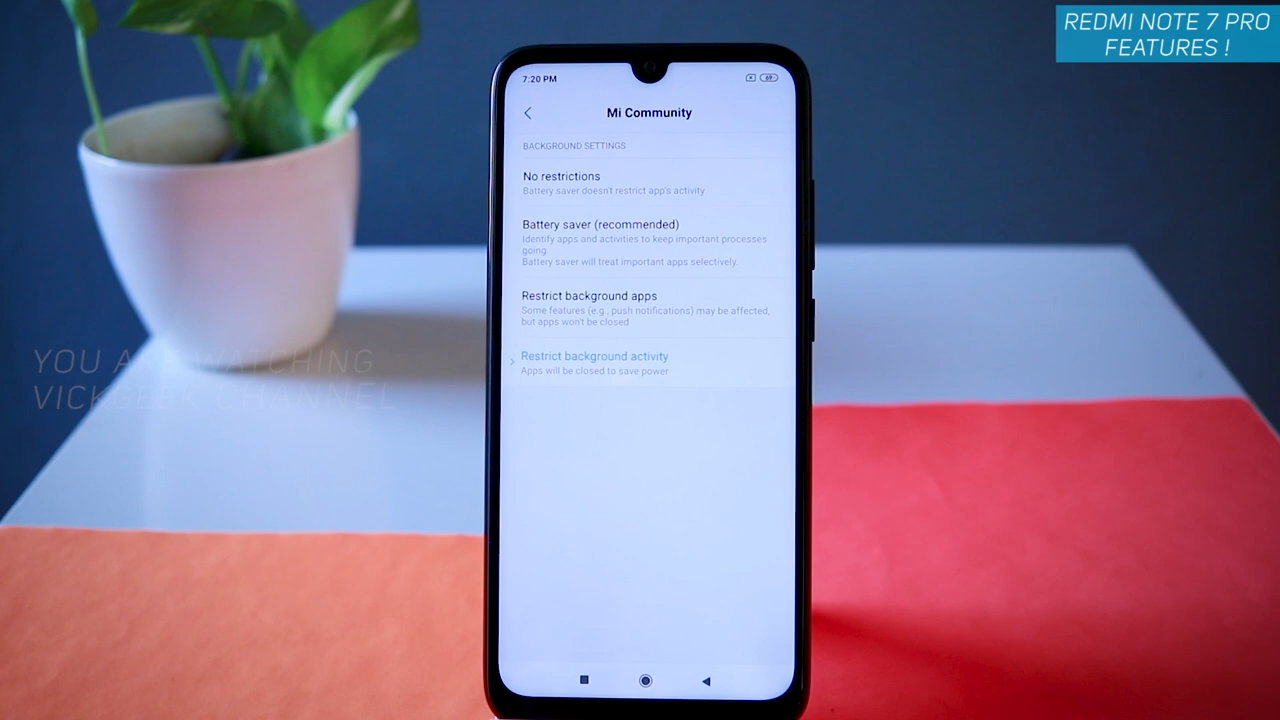 REDMI NOTE 7 PRO
FEATURES !
7:20 PM
69
Mi Community
BACKGROUND SETTINGS
No restrictions
Battery saver doesn't restrict app's activity
Battery saver (recommended)
Identify apps and activities to keep important processes
going
Battery saver will treat important apps selectively.
Restrict background apps
Some features (e.g., push notifications) may be affected,
but apps won't be closed
Restrict background activity
Apps will be closed to save power
YOU WATCHING
CHANNEL